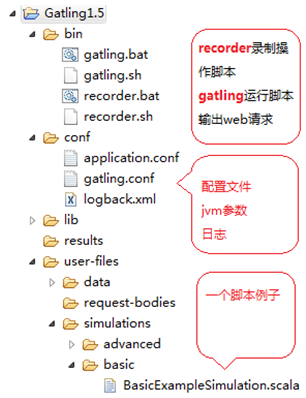 Gatling1.5
bin
gatling.bat
gatling.sh
recorder.bat
recorder.sh
conf
application.conf
gatling.conf
logback.xml
lib
results
user-files
data
request-bodies
simulations
advanced
basic
BasicExampleSimulation.scala
recorder录制操
作脚本
gatling运行脚本
输出web请求
配置文件
jvm参数
日志
一个脚本例子